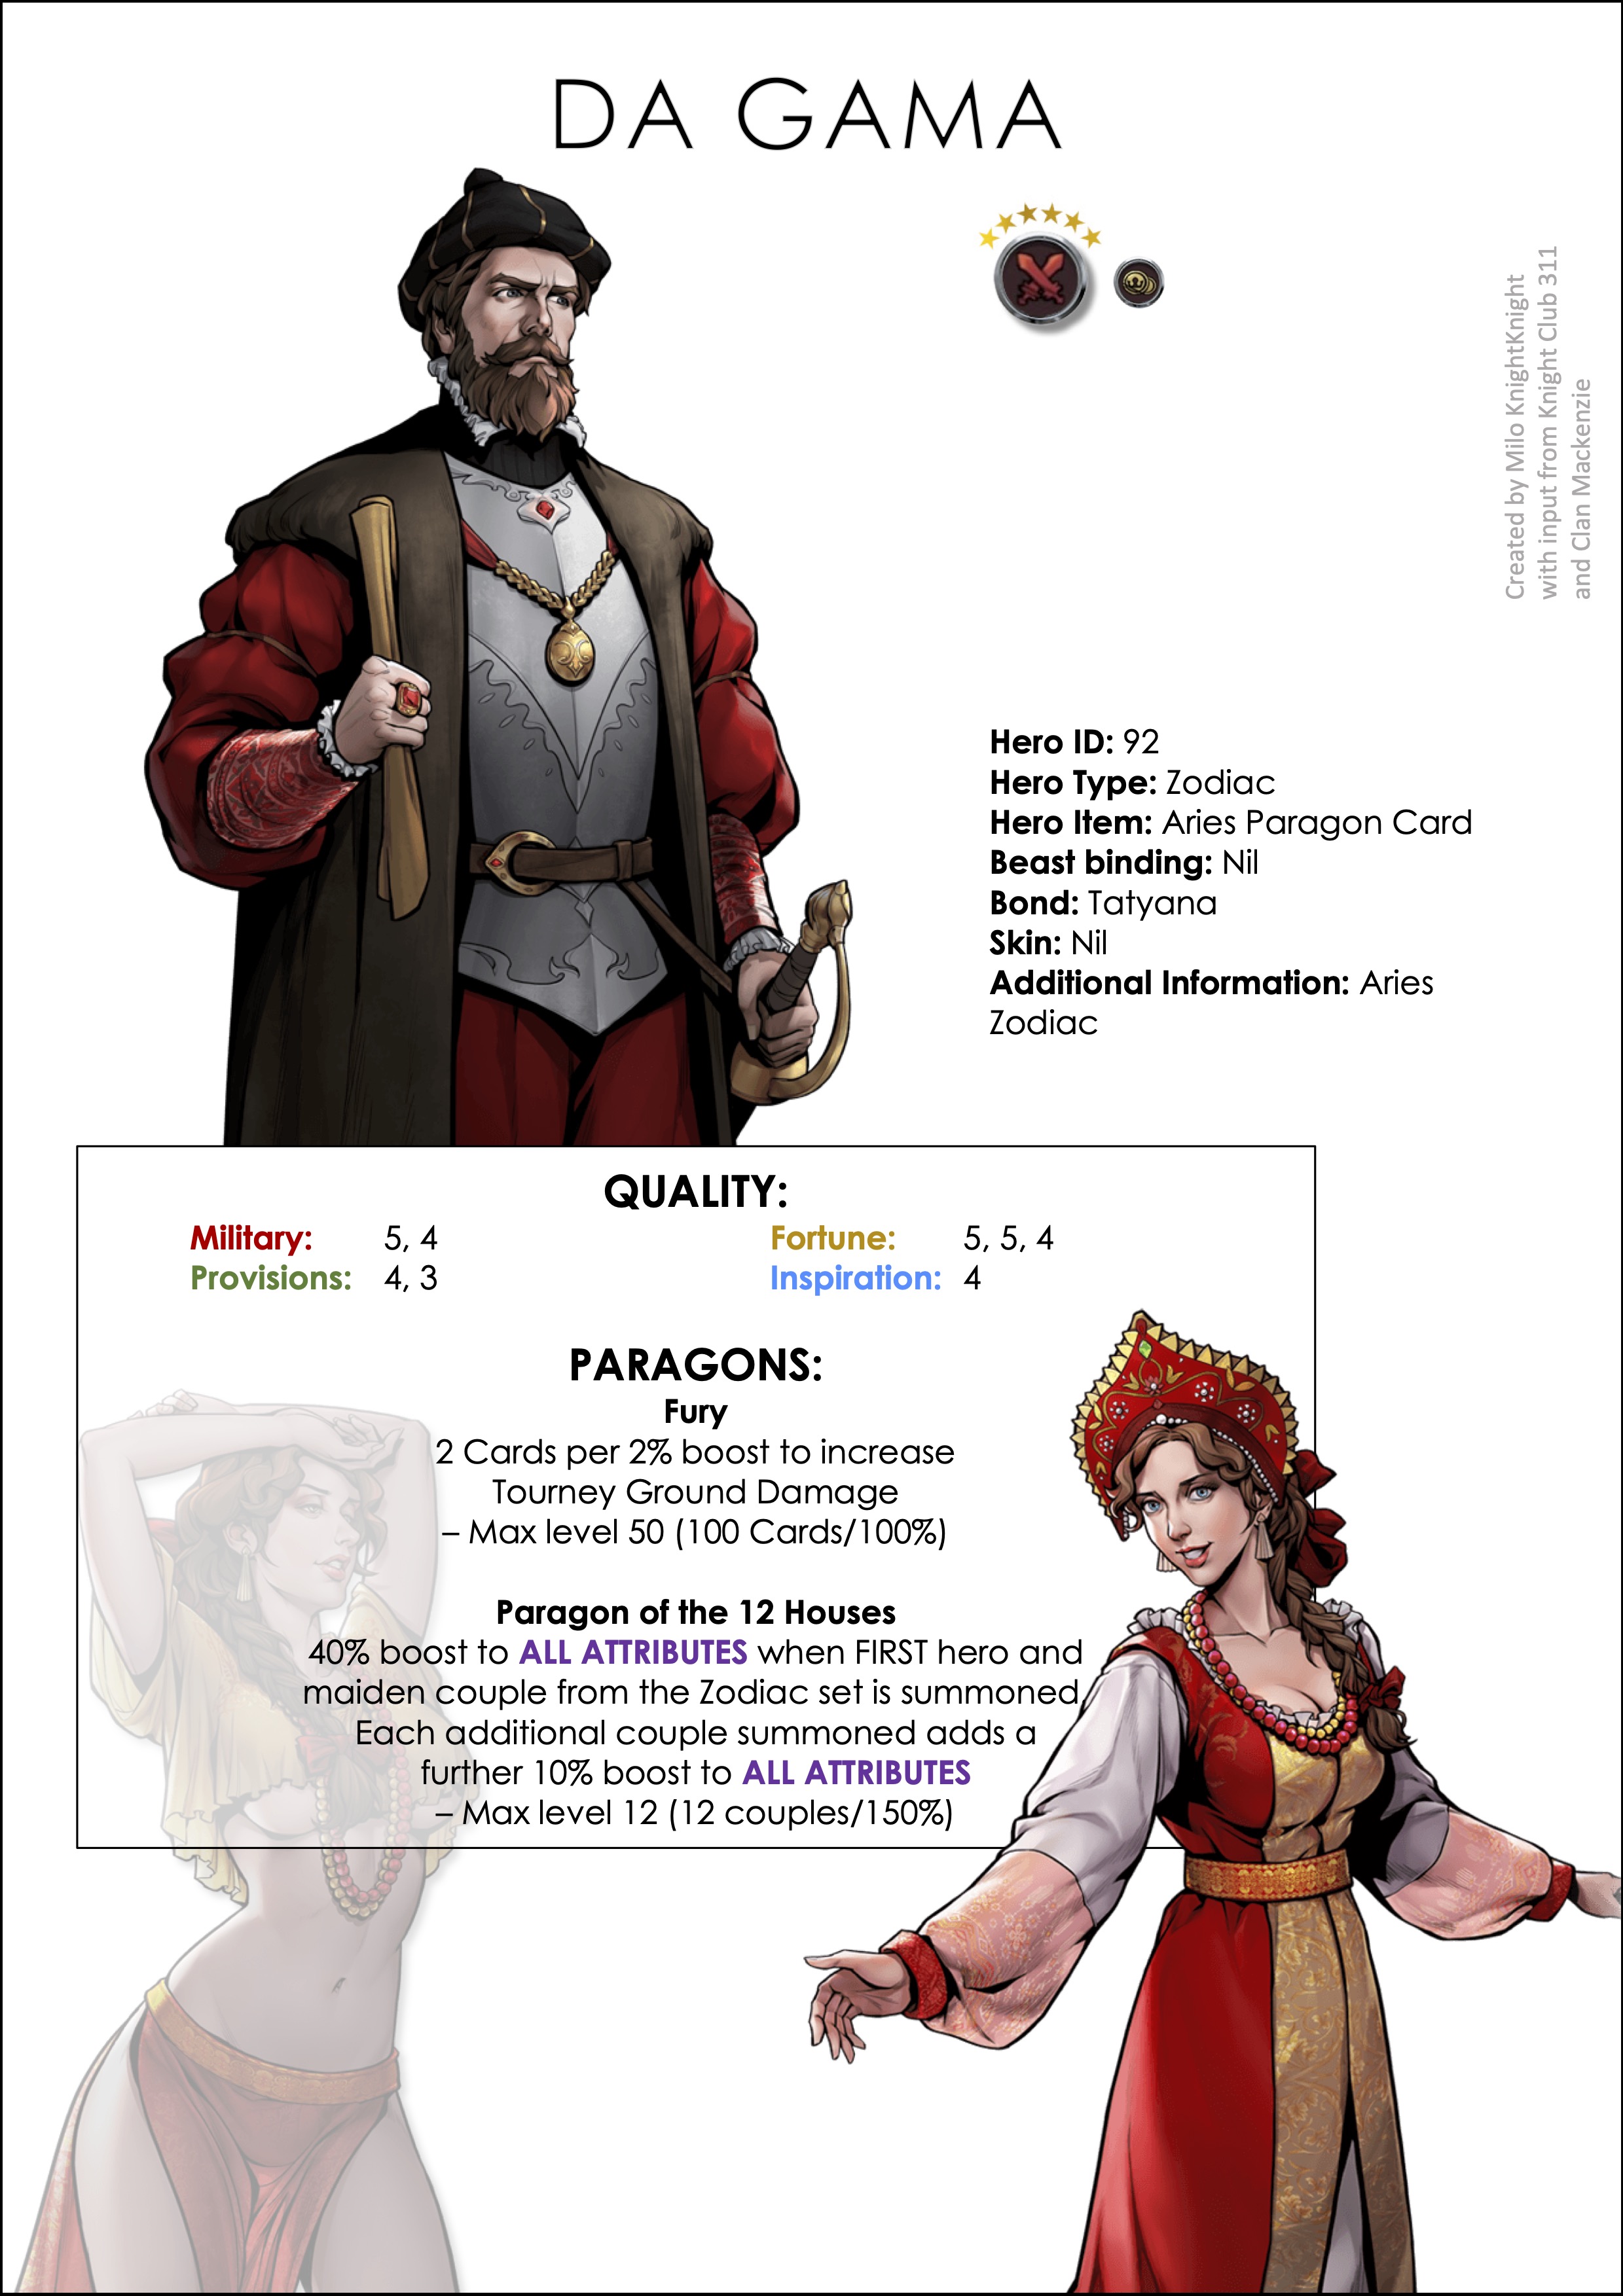 DA GAMA
Created by Milo KnightKnight
with input from Knight Club 311
and Clan Mackenzie
Hero ID: 92
Hero Type: Zodiac
Hero Item: Aries Paragon Card
Beast binding: Nil
Bond: Tatyana
Skin: Nil
Additional Information: Aries
Zodiac
QUALITY:
Military: 5, 4 Fortune: 5, 5, 4
Provisions: 4, 3 Inspiration: 4
PARAGONS:
Fury
2 Cards per 2% boost to increase
Tourney Ground Damage
– Max level 50 (100 Cards/100%)
Paragon of the 12 Houses
40% boost to ALL ATTRIBUTES when FIRST hero and
maiden couple from the Zodiac set is summoned.
Each additional couple summoned adds a
further 10% boost to ALL ATTRIBUTES
– Max level 12 (12 couples/150%)